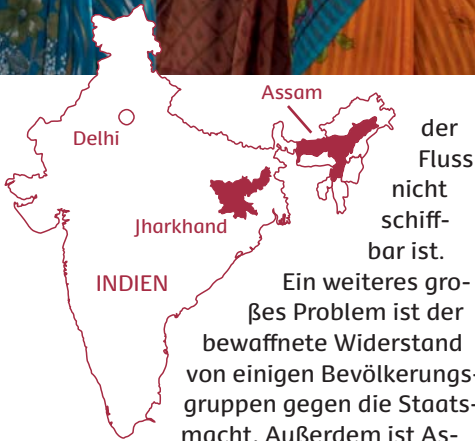 Assam
Delhi
Jharkhand
INDIEN
der
Fluss
nicht
schiff-
bar ist.
Ein weiteres gro-
ßes Problem ist der
bewaffnete Widerstand
von einigen Bevölkerungs-
gruppen gegen die Staats-
macht. Außerdem ist As-